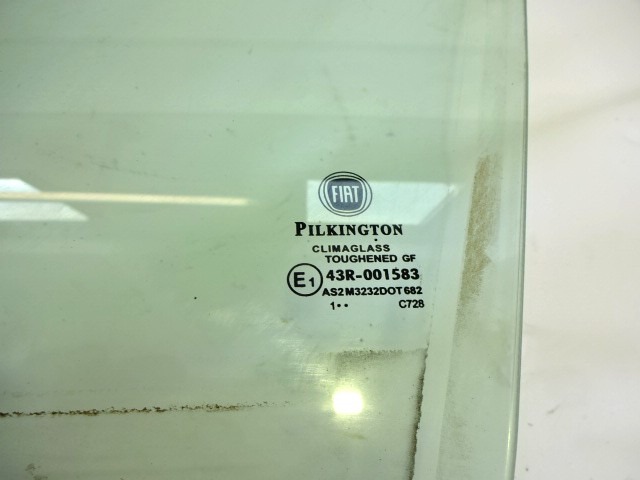 FIAT
PILKINGTON
CLIMAGLASS
TOUGHENED GF
E1 43R-001583
AS2 M3232DOT682
1•• C728